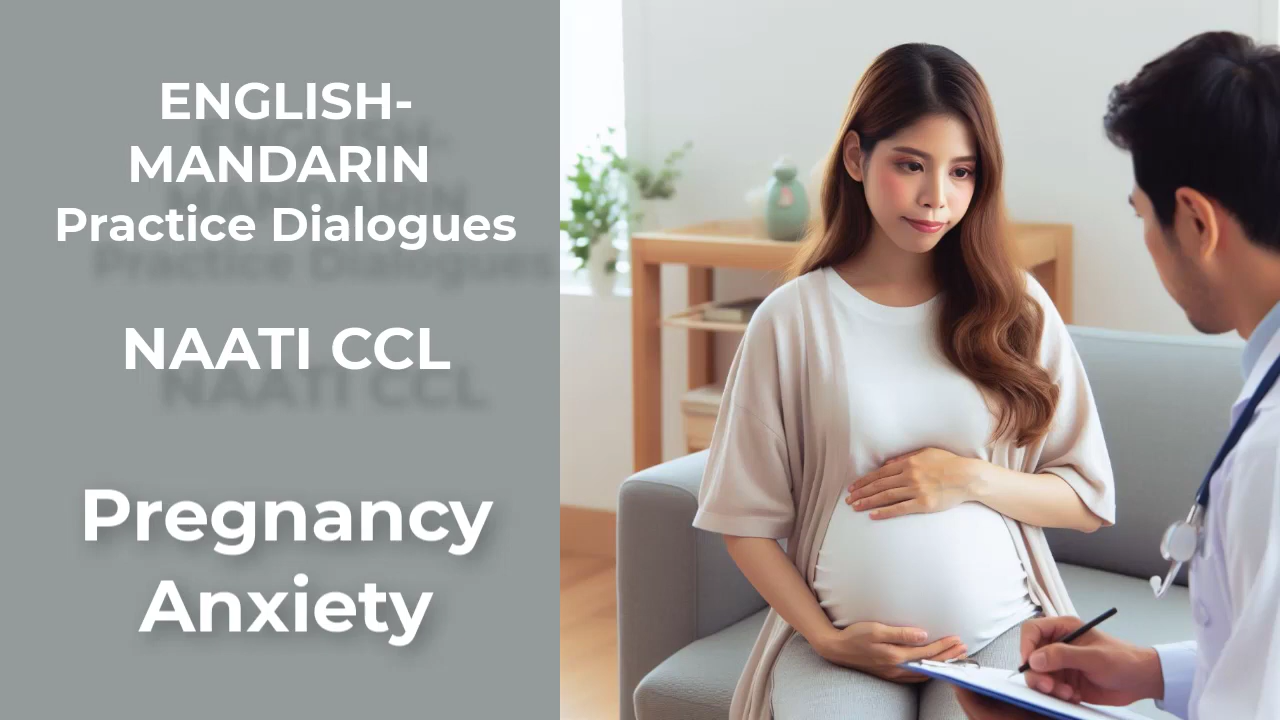 ENGLISH-
MANDARIN
Practice Dialogues
NAATI CCL
Pregnancy
Anxiety